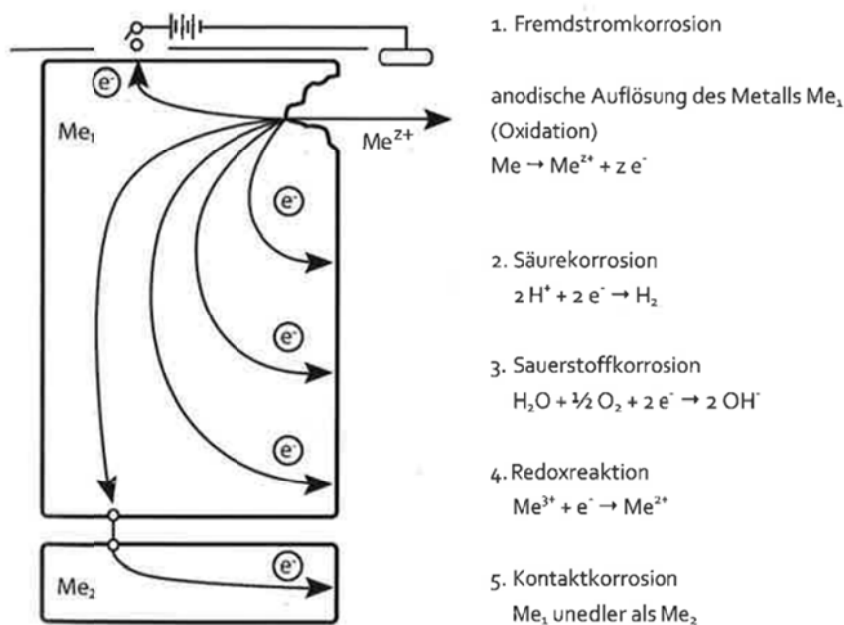 1. Fremdstromkorrosion
e⁻
Me₁
Me^z+
anodische Auflösung des Metalls Me₁
(Oxidation)
Me → Me^z+ + z e⁻
e⁻
2. Säurekorrosion
2 H⁺ + 2 e⁻ → H₂
e⁻
3. Sauerstoffkorrosion
H₂O + ½ O₂ + 2 e⁻ → 2 OH⁻
e⁻
4. Redoxreaktion
Me³⁺ + e⁻ → Me²⁺
e⁻
Me₂
5. Kontaktkorrosion
Me₁ unedler als Me₂